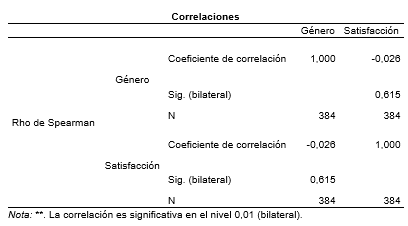 Correlaciones
Género Satisfacción
Coeficiente de correlación 1,000 -0,026
Género
Sig. (bilateral) 0,615
N 384 384
Rho de Spearman
Coeficiente de correlación -0,026 1,000
Satisfacción
Sig. (bilateral) 0,615
N 384 384
Nota: **. La correlación es significativa en el nivel 0,01 (bilateral).